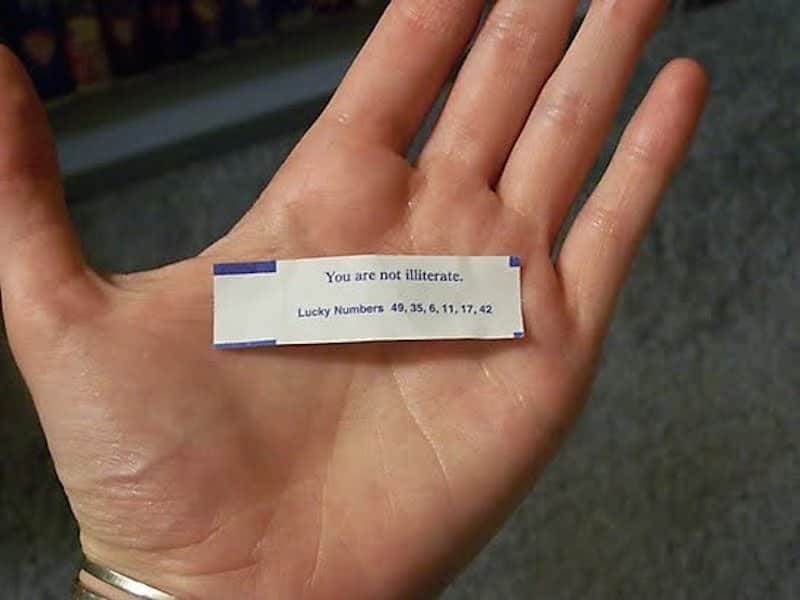 You are not illiterate.
Lucky Numbers 49, 35, 6, 11, 17, 42